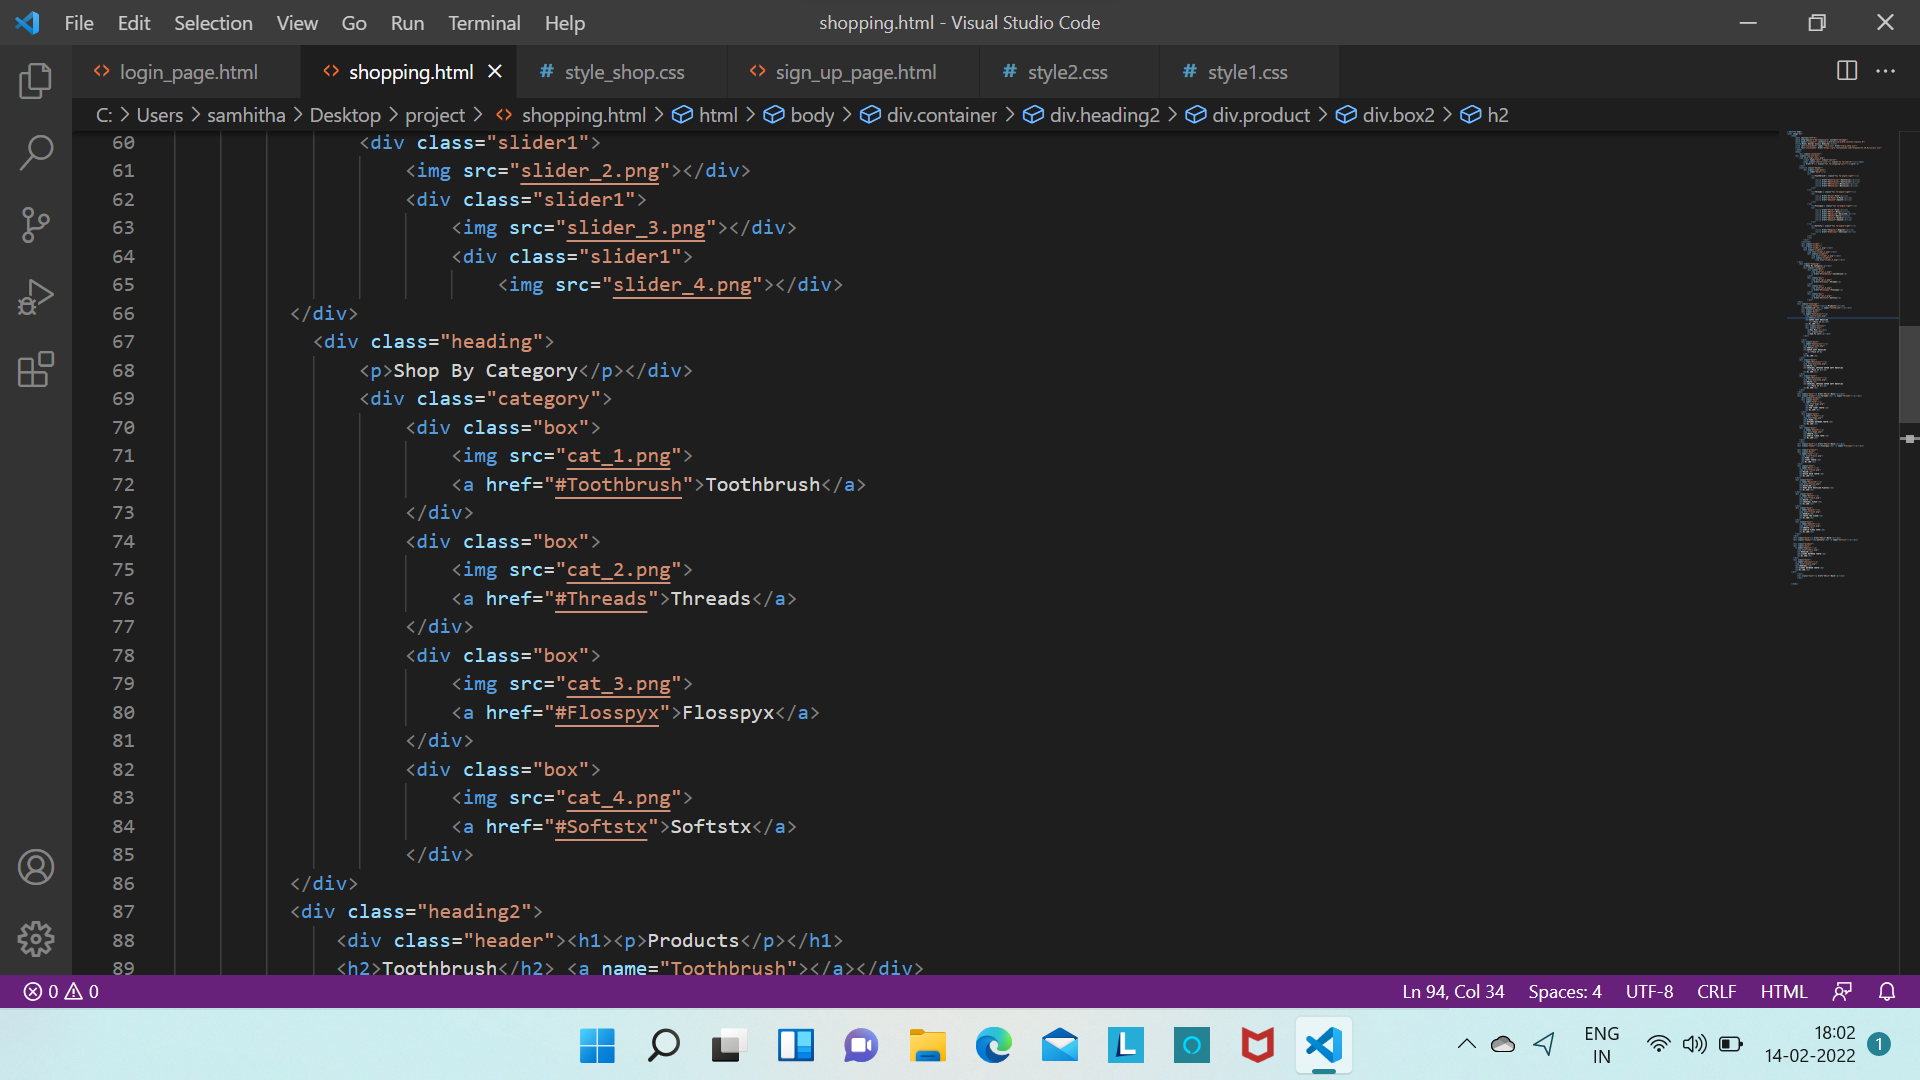 File Edit Selection View Go Run Terminal Help shopping.html - Visual Studio Code
login_page.html shopping.html style_shop.css sign_up_page.html style2.css style1.css
C: > Users > samhitha > Desktop > project > shopping.html > html > body > div.container > div.heading2 > div.product > div.box2 > h2
60 <div class="slider1">
61 <img src="slider_2.png"></div>
62 <div class="slider1">
63 <img src="slider_3.png"></div>
64 <div class="slider1">
65 <img src="slider_4.png"></div>
66 </div>
67 <div class="heading">
68 <p>Shop By Category</p></div>
69 <div class="category">
70 <div class="box">
71 <img src="cat_1.png">
72 <a href="#Toothbrush">Toothbrush</a>
73 </div>
74 <div class="box">
75 <img src="cat_2.png">
76 <a href="#Threads">Threads</a>
77 </div>
78 <div class="box">
79 <img src="cat_3.png">
80 <a href="#Flosspyx">Flosspyx</a>
81 </div>
82 <div class="box">
83 <img src="cat_4.png">
84 <a href="#Softstx">Softstx</a>
85 </div>
86 </div>
87 <div class="heading2">
88 <div class="header"><h1><p>Products</p></h1>
89 <h2>Toothbrush</h2> <a name="Toothbrush"></a></div>
0 0 Ln 94, Col 34 Spaces: 4 UTF-8 CRLF HTML
L ENG 18:02 1
IN 14-02-2022